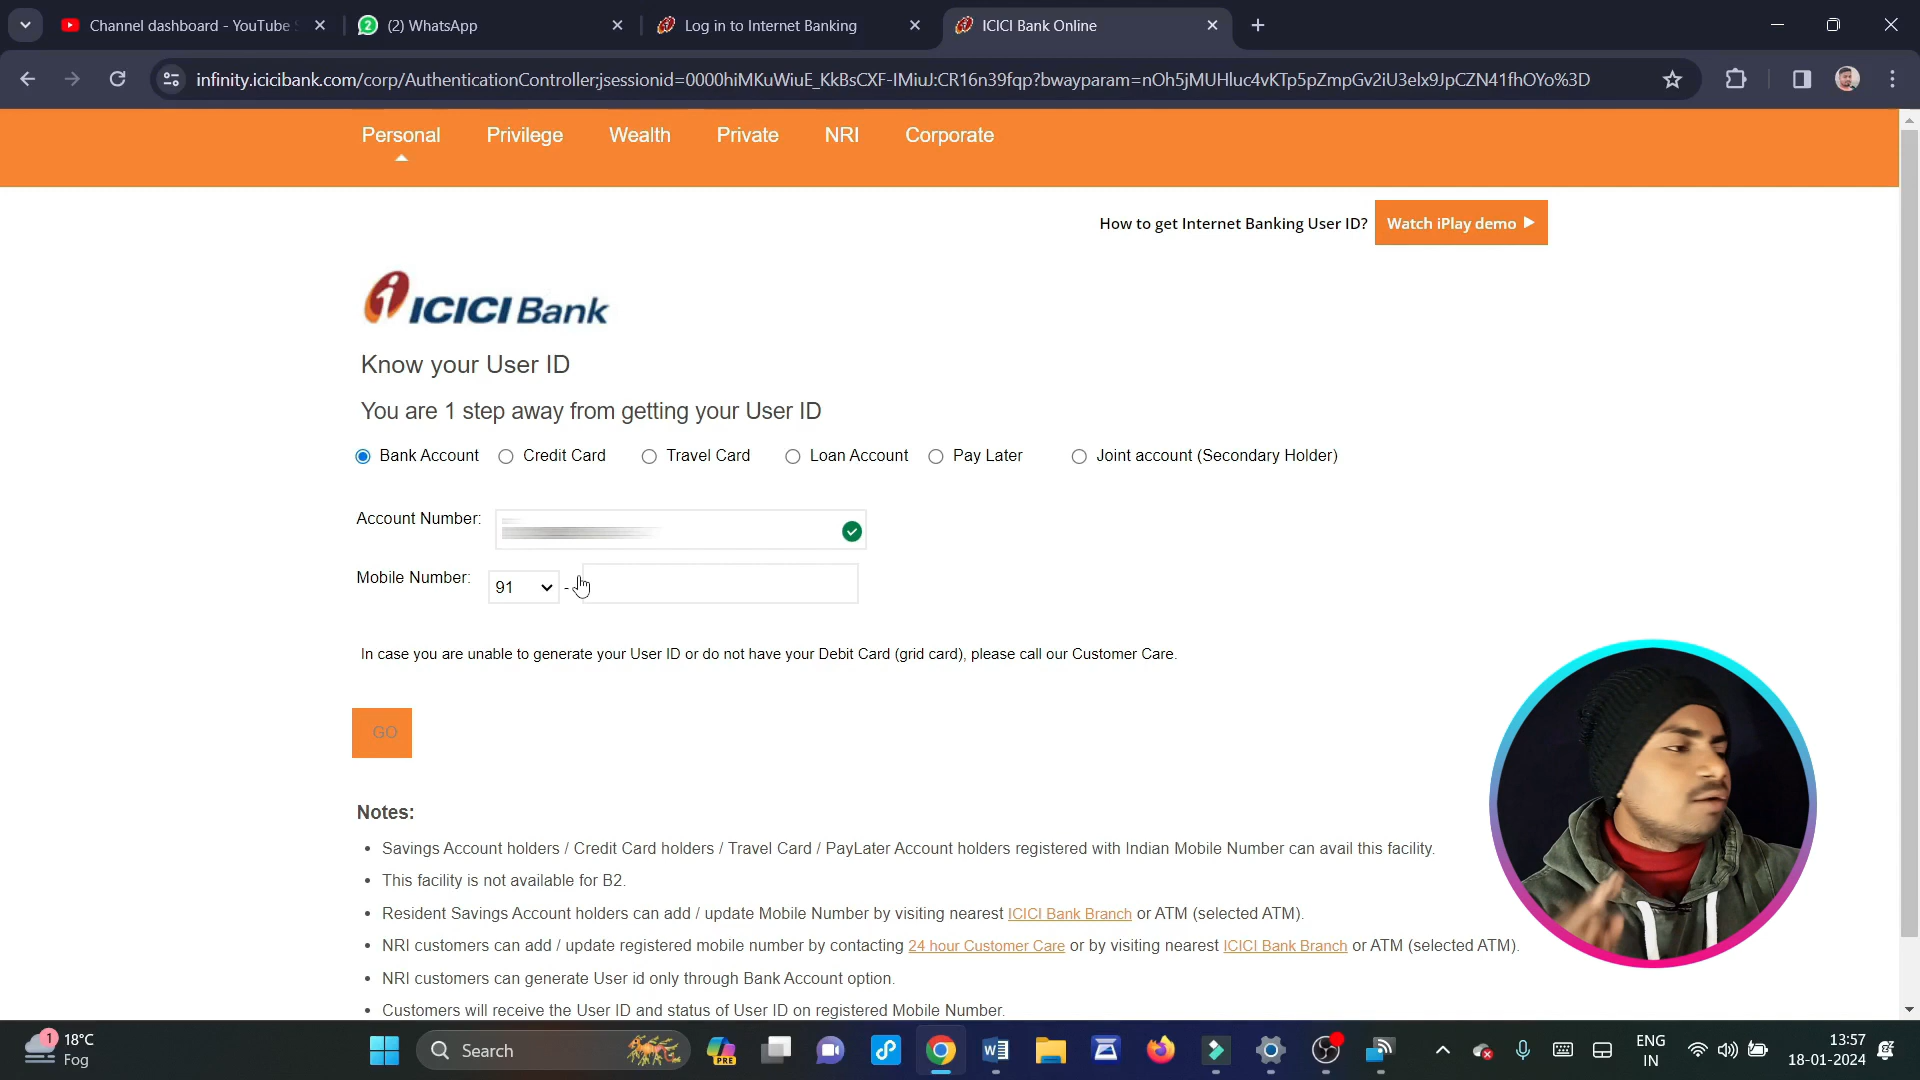 Channel dashboard - YouTube
(2) WhatsApp
Log in to Internet Banking
ICICI Bank Online
infinity.icicibank.com/corp/AuthenticationController;jsessionid=0000hiMKuWiuE_KkBsCXF-IMiuJ:CR16n39fqp?bwayparam=nOh5jMUHluc4vKTp5pZmpGv2iU3elx9JpCZN41fhOYo%3D
Personal Privilege Wealth Private NRI Corporate
How to get Internet Banking User ID? Watch iPlay demo
ICICI Bank
Know your User ID
You are 1 step away from getting your User ID
Bank Account Credit Card Travel Card Loan Account Pay Later Joint account (Secondary Holder)
Account Number:
Mobile Number: 91 -
In case you are unable to generate your User ID or do not have your Debit Card (grid card), please call our Customer Care.
GO
Notes:
• Savings Account holders / Credit Card holders / Travel Card / PayLater Account holders registered with Indian Mobile Number can avail this facility.
• This facility is not available for B2.
• Resident Savings Account holders can add / update Mobile Number by visiting nearest ICICI Bank Branch or ATM (selected ATM).
• NRI customers can add / update registered mobile number by contacting 24 hour Customer Care or by visiting nearest ICICI Bank Branch or ATM (selected ATM).
• NRI customers can generate User id only through Bank Account option.
• Customers will receive the User ID and status of User ID on registered Mobile Number.
1 18°C
Fog
Search
PRE
ENG
IN
13:57
18-01-2024